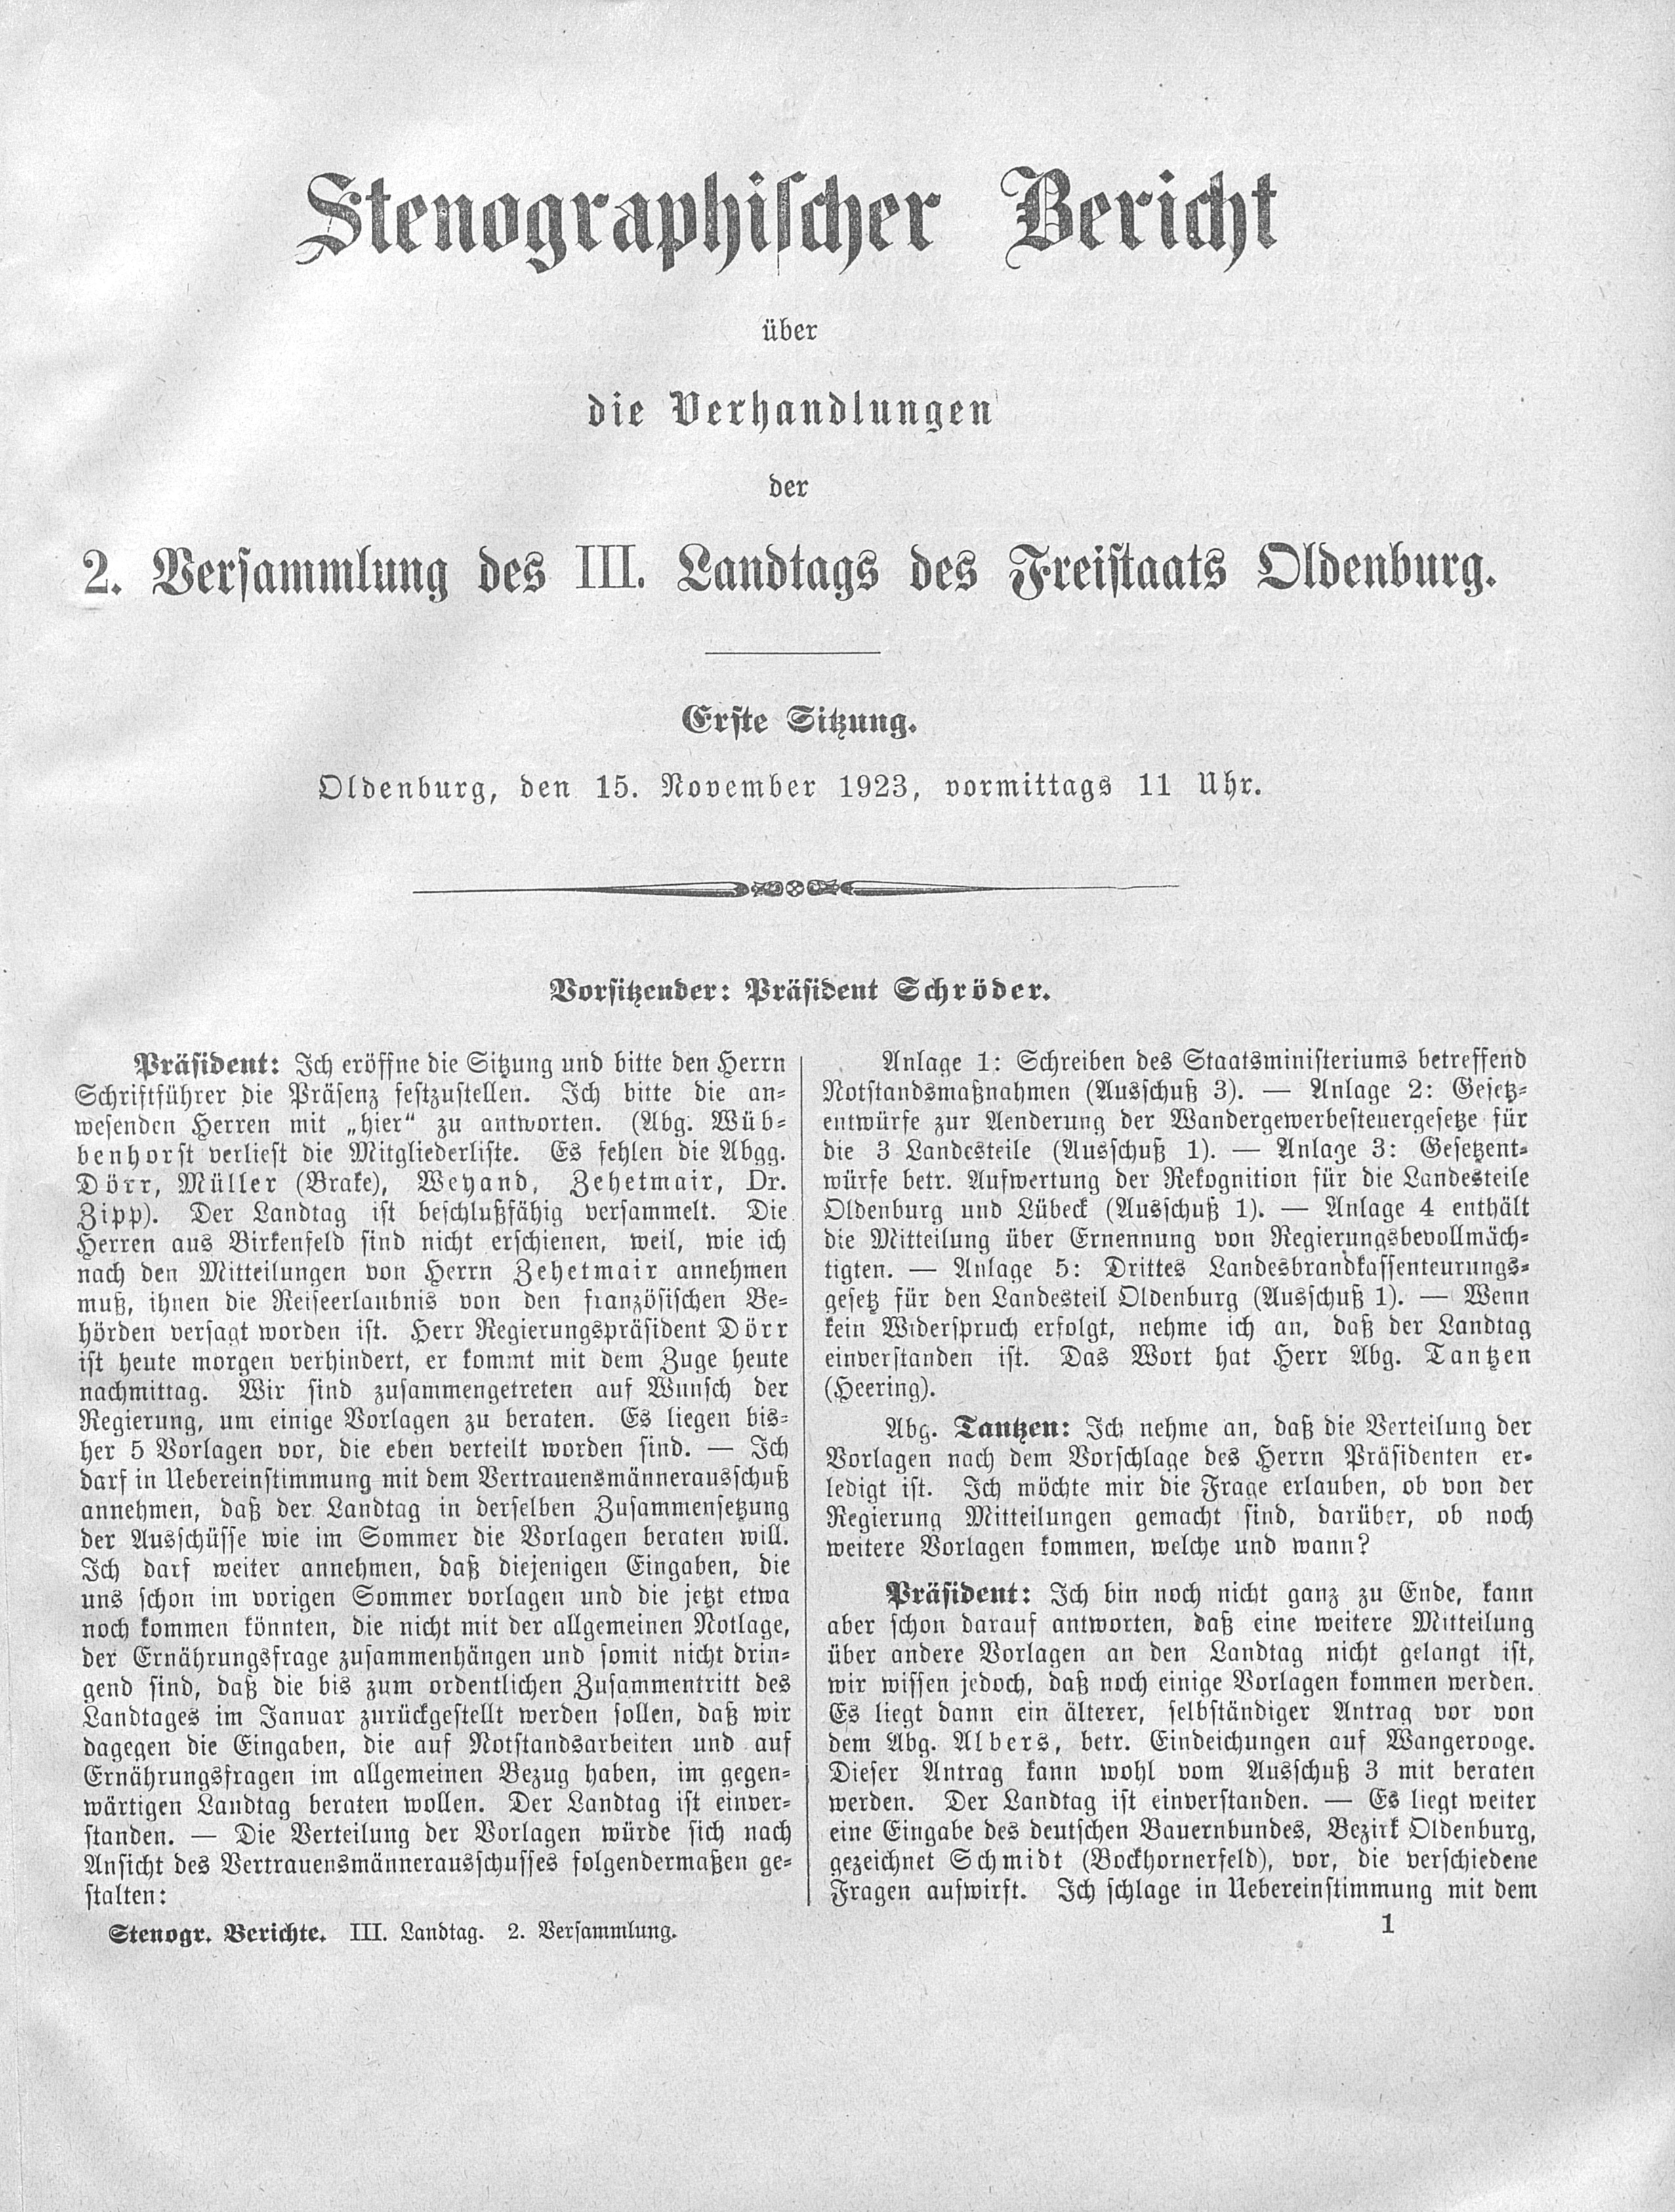 Stenographischer Bericht
über
die Verhandlungen
der
2. Versammlung des III. Landtags des Freistaats Oldenburg.
Erste Sitzung.
Oldenburg, den 15. November 1923, vormittags 11 Uhr.
Vorsitzender: Präsident Schröder.
Präsident: Ich eröffne die Sitzung und bitte den Herrn
Schriftführer die Präsenz festzustellen. Ich bitte die an-
wesenden Herren mit „hier“ zu antworten. (Abg. Wüb-
benhorst verliest die Mitgliederliste. Es fehlen die Abgg.
Dörr, Müller (Brake), Weyand, Zehetmair, Dr.
Zipp). Der Landtag ist beschlußfähig versammelt. Die
Herren aus Birkenfeld sind nicht erschienen, weil, wie ich
nach den Mitteilungen von Herrn Zehetmair annehmen
muß, ihnen die Reiseerlaubnis von den französischen Be-
hörden versagt worden ist. Herr Regierungspräsident Dörr
ist heute morgen verhindert, er kommt mit dem Zuge heute
nachmittag. Wir sind zusammengetreten auf Wunsch der
Regierung, um einige Vorlagen zu beraten. Es liegen bis-
her 5 Vorlagen vor, die eben verteilt worden sind. — Ich
darf in Uebereinstimmung mit dem Vertrauensmännerausschuß
annehmen, daß der Landtag in derselben Zusammensetzung
der Ausschüsse wie im Sommer die Vorlagen beraten will.
Ich darf weiter annehmen, daß diejenigen Eingaben, die
uns schon im vorigen Sommer vorlagen und die jetzt etwa
noch kommen könnten, die nicht mit der allgemeinen Notlage,
der Ernährungsfrage zusammenhängen und somit nicht drin-
gend sind, daß die bis zum ordentlichen Zusammentritt des
Landtages im Januar zurückgestellt werden sollen, daß wir
dagegen die Eingaben, die auf Notstandsarbeiten und auf
Ernährungsfragen im allgemeinen Bezug haben, im gegen-
wärtigen Landtag beraten wollen. Der Landtag ist einver-
standen. — Die Verteilung der Vorlagen würde sich nach
Ansicht des Vertrauensmännerausschusses folgendermaßen ge-
stalten:
Anlage 1: Schreiben des Staatsministeriums betreffend
Notstandsmaßnahmen (Ausschuß 3). — Anlage 2: Gesetz-
entwürfe zur Aenderung der Wandergewerbesteuergesetze für
die 3 Landesteile (Ausschuß 1). — Anlage 3: Gesetzent-
würfe betr. Aufwertung der Rekognition für die Landesteile
Oldenburg und Lübeck (Ausschuß 1). — Anlage 4 enthält
die Mitteilung über Ernennung von Regierungsbevollmäch-
tigten. — Anlage 5: Drittes Landesbrandkassenteurungs-
gesetz für den Landesteil Oldenburg (Ausschuß 1). — Wenn
kein Widerspruch erfolgt, nehme ich an, daß der Landtag
einverstanden ist. Das Wort hat Herr Abg. Tantzen
(Heering).
Abg. Tantzen: Ich nehme an, daß die Verteilung der
Vorlagen nach dem Vorschlage des Herrn Präsidenten er-
ledigt ist. Ich möchte mir die Frage erlauben, ob von der
Regierung Mitteilungen gemacht sind, darüber, ob noch
weitere Vorlagen kommen, welche und wann?
Präsident: Ich bin noch nicht ganz zu Ende, kann
aber schon darauf antworten, daß eine weitere Mitteilung
über andere Vorlagen an den Landtag nicht gelangt ist,
wir wissen jedoch, daß noch einige Vorlagen kommen werden.
Es liegt dann ein älterer, selbständiger Antrag vor von
dem Abg. Albers, betr. Eindeichungen auf Wangerooge.
Dieser Antrag kann wohl vom Ausschuß 3 mit beraten
werden. Der Landtag ist einverstanden. — Es liegt weiter
eine Eingabe des deutschen Bauernbundes, Bezirk Oldenburg,
gezeichnet Schmidt (Bockhornerfeld), vor, die verschiedene
Fragen aufwirft. Ich schlage in Uebereinstimmung mit dem
Stenogr. Berichte. III. Landtag. 2. Versammlung.
1